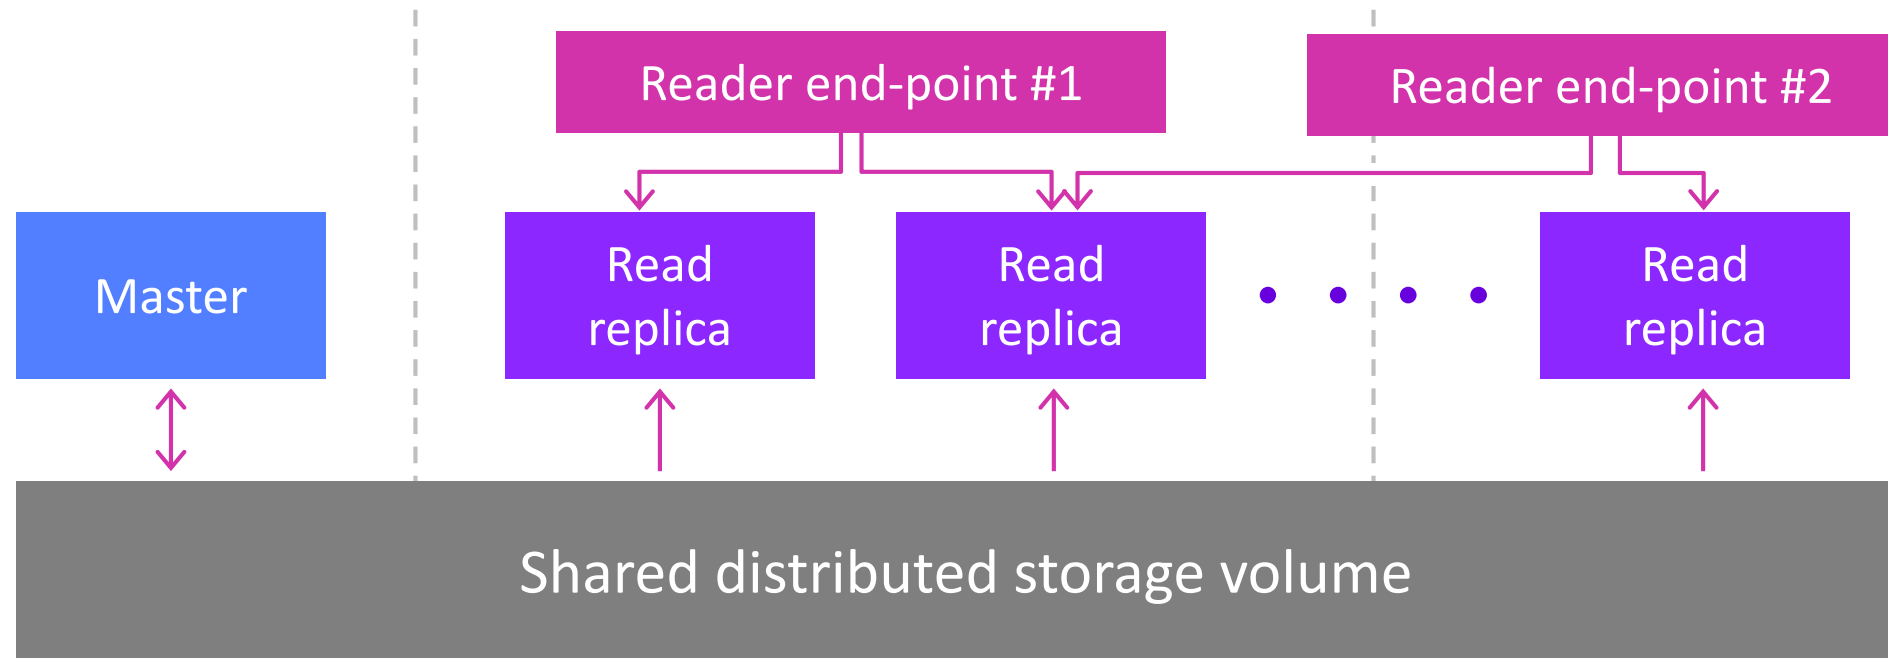 Reader end-point #1
Reader end-point #2
Master
Read
replica
Read
replica
Read
replica
Shared distributed storage volume